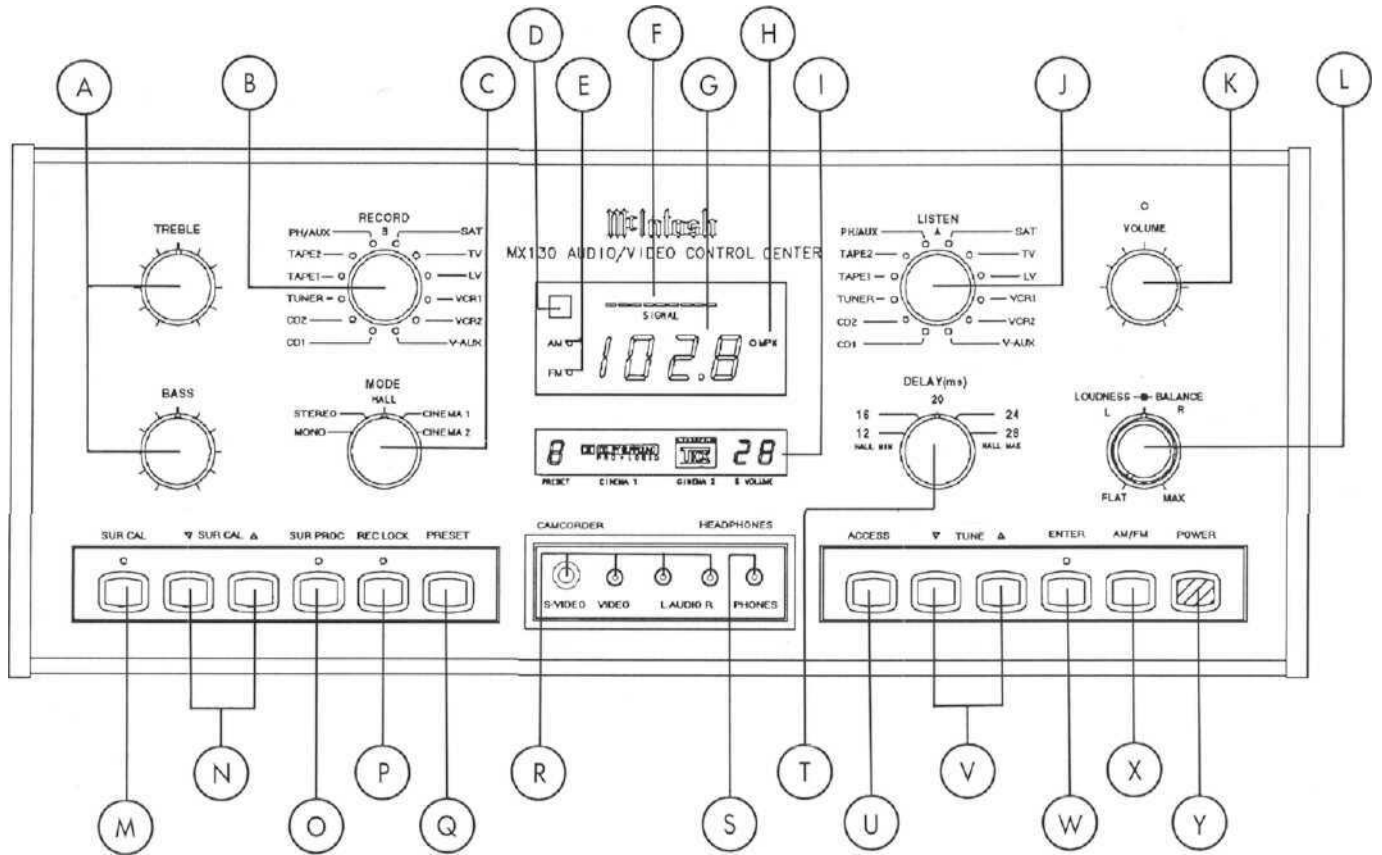 D F H
A B C E G I J K L
TREBLE
RECORD
B
PH/AUX
SAT
TAPE2
TV
TAPE1
LV
TUNER
VCR1
CD2
VCR2
CD1
V-AUX
McIntosh
MX130 AUDIO/VIDEO CONTROL CENTER
SIGNAL
AM
FM
102.8
MPX
LISTEN
A
PH/AUX
SAT
TAPE2
TV
TAPE1
LV
TUNER
VCR1
CD2
VCR2
CD1
V-AUX
VOLUME
BASS
MODE
HALL
STEREO
CINEMA 1
MONO
CINEMA 2
8
PRO•LOGIC
THX
28
PRESET
CINEMA 1
CINEMA 2
S VOLUME
DELAY(ms)
20
16
24
12
28
HALL MIN
HALL MAX
LOUDNESS
BALANCE
L
R
FLAT
MAX
SUR CAL
▽ SUR CAL △
SUR PROC
REC LOCK
PRESET
CAMCORDER
HEADPHONES
S-VIDEO
VIDEO
L AUDIO R
PHONES
ACCESS
▽ TUNE △
ENTER
AM/FM
POWER
N P R T V X
M O Q S U W Y